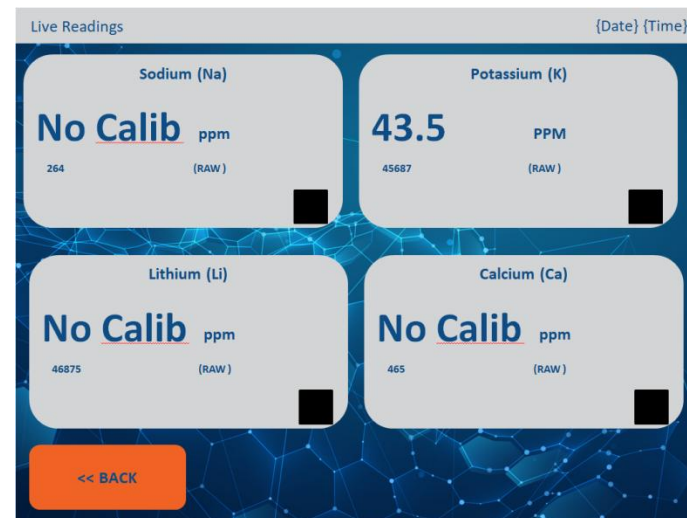 Live Readings {Date} {Time}
Sodium (Na)
No Calib ppm
264 (RAW)
Potassium (K)
43.5 PPM
45687 (RAW)
Lithium (Li)
No Calib ppm
46875 (RAW)
Calcium (Ca)
No Calib ppm
465 (RAW)
<< BACK